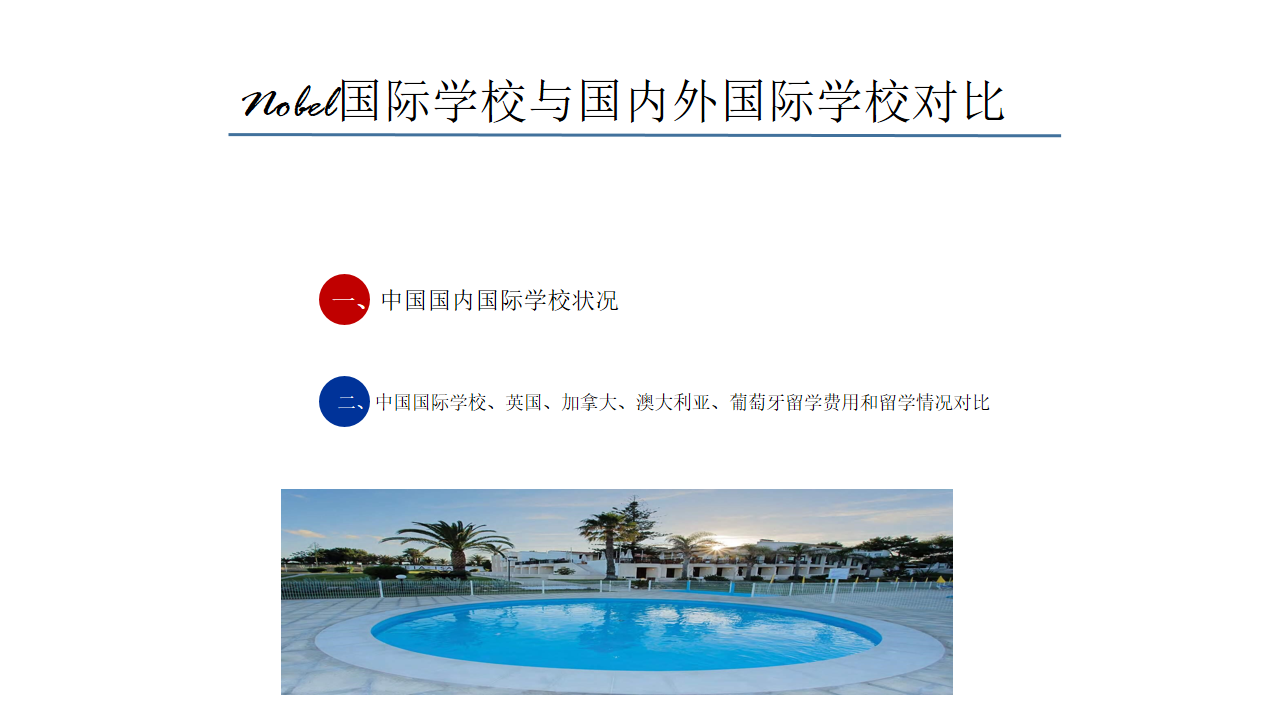 Nobel国际学校与国内外国际学校对比
一、中国国内国际学校状况
二、中国国际学校、英国、加拿大、澳大利亚、葡萄牙留学费用和留学情况对比